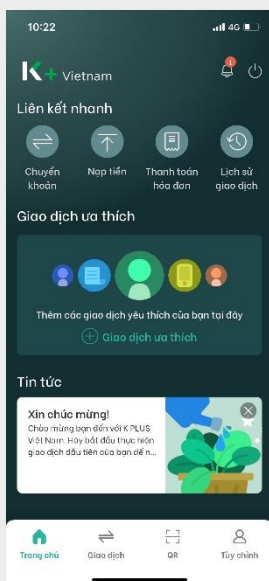 10:22
4G
K+ Vietnam
1
Liên kết nhanh
Chuyển
khoản
Nạp tiền
Thanh toán
hóa đơn
Lịch sử
giao dịch
Giao dịch ưa thích
Thêm các giao dịch yêu thích của bạn tại đây
Giao dịch ưa thích
Tin tức
Xin chúc mừng!
Chào mừng bạn đến với K PLUS
Việt Nam. Hãy bắt đầu thực hiện
giao dịch đầu tiên của bạn để n...
Trang chủ
Giao dịch
QR
Tùy chỉnh